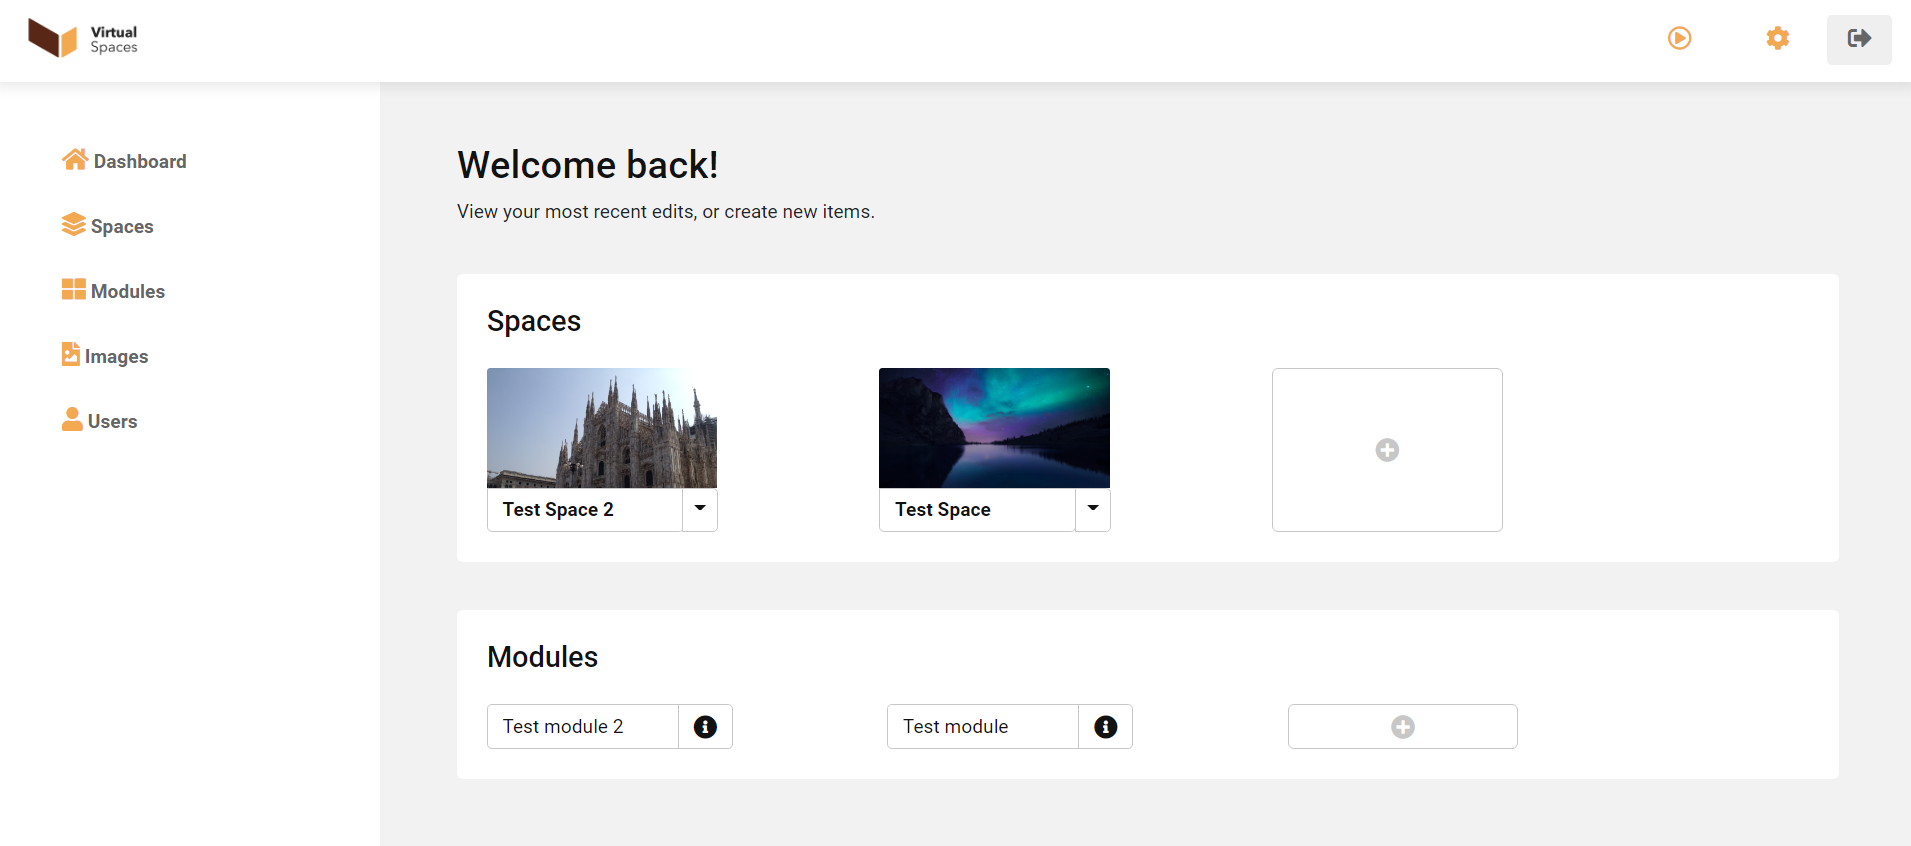 Virtual
Spaces
Dashboard
Spaces
Modules
Images
Users
Welcome back!
View your most recent edits, or create new items.
Spaces
Test Space 2
Test Space
Modules
Test module 2
Test module